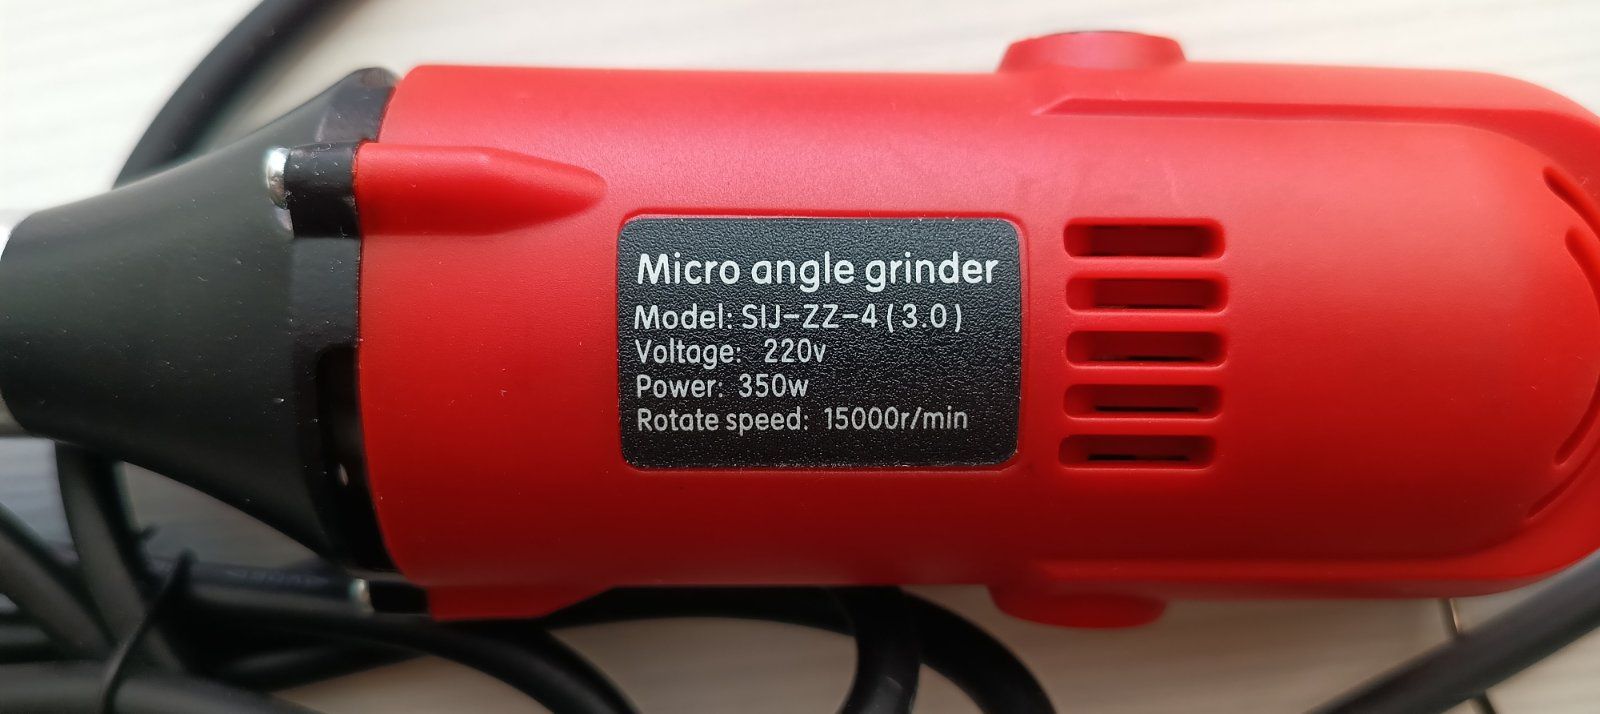 Micro angle grinder
Model: SIJ-ZZ-4(3.0)
Voltage: 220v
Power: 350w
Rotate speed: 15000r/min